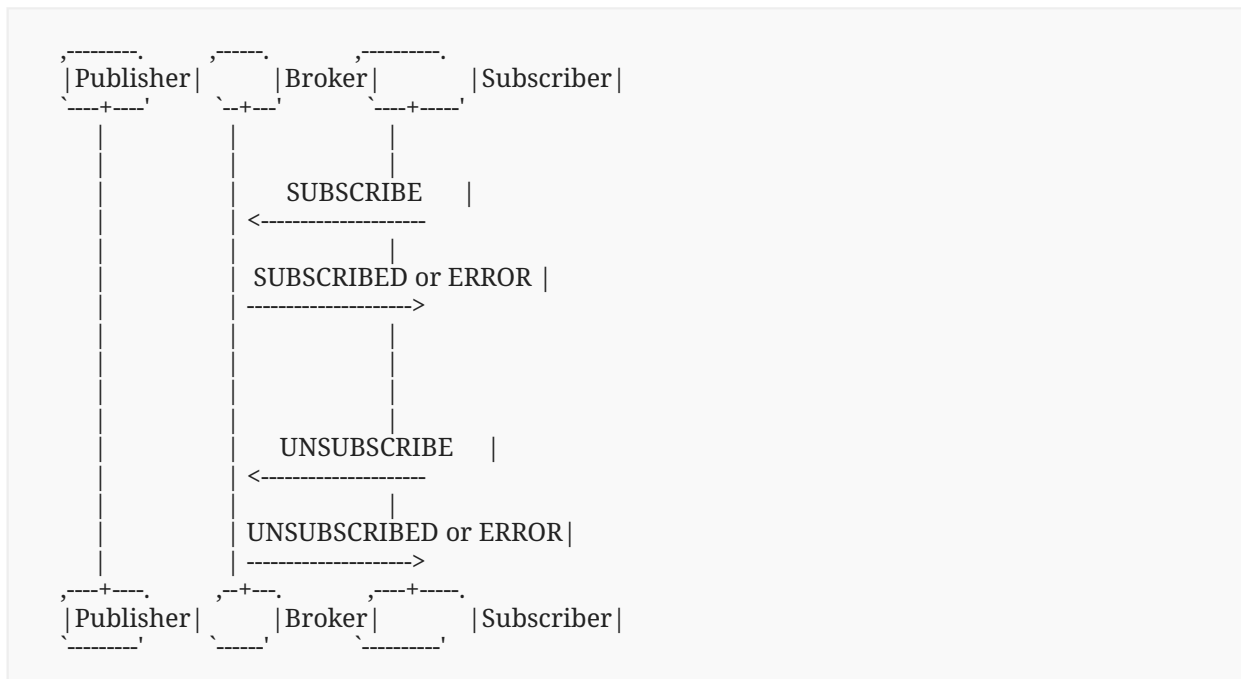 ,---------.          ,------.             ,----------.
|Publisher|          |Broker|             |Subscriber|
`----+----'          `--+---'             `----+-----'
|                  |                       |
|                  |                       |
|                  |       SUBSCRIBE       |
|                  | <---------------------
|                  |                       |
|                  | SUBSCRIBED or ERROR |
|                  | --------------------->
|                  |                       |
|                  |                       |
|                  |                       |
|                  |                       |
|                  |      UNSUBSCRIBE      |
|                  | <---------------------
|                  |                       |
|                  | UNSUBSCRIBED or ERROR|
|                  | --------------------->
,----+----.          ,--+---.             ,----+-----.
|Publisher|          |Broker|             |Subscriber|
`---------'          `------'             `----------'